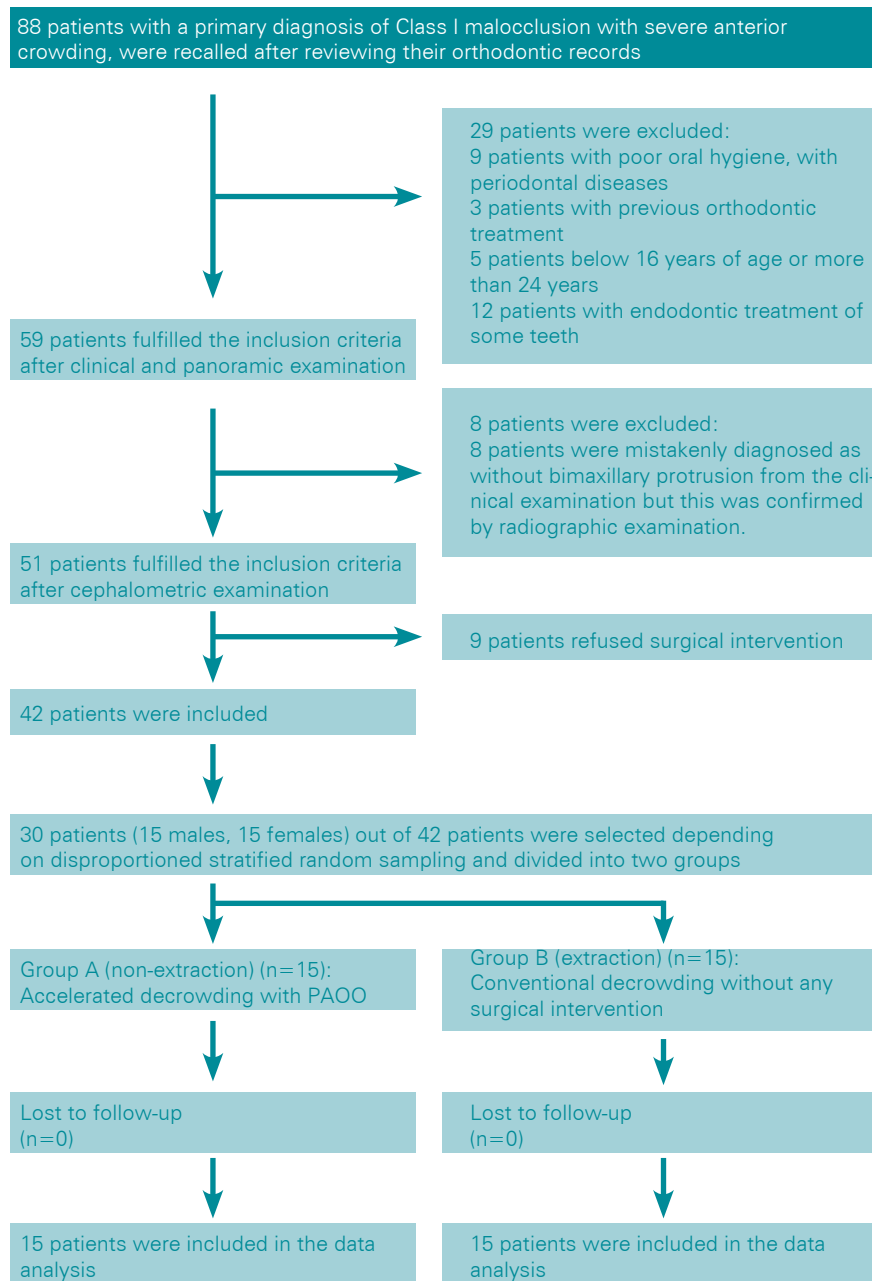 88 patients with a primary diagnosis of Class I malocclusion with severe anterior
crowding, were recalled after reviewing their orthodontic records
29 patients were excluded:
9 patients with poor oral hygiene, with
periodontal diseases
3 patients with previous orthodontic
treatment
5 patients below 16 years of age or more
than 24 years
12 patients with endodontic treatment of
some teeth
59 patients fulfilled the inclusion criteria
after clinical and panoramic examination
8 patients were excluded:
8 patients were mistakenly diagnosed as
without bimaxillary protrusion from the cli-
nical examination but this was confirmed
by radiographic examination.
51 patients fulfilled the inclusion criteria
after cephalometric examination
9 patients refused surgical intervention
42 patients were included
30 patients (15 males, 15 females) out of 42 patients were selected depending
on disproportioned stratified random sampling and divided into two groups
Group A (non-extraction) (n=15):
Accelerated decrowding with PAOO
Group B (extraction) (n=15):
Conventional decrowding without any
surgical intervention
Lost to follow-up
(n=0)
Lost to follow-up
(n=0)
15 patients were included in the data
analysis
15 patients were included in the data
analysis